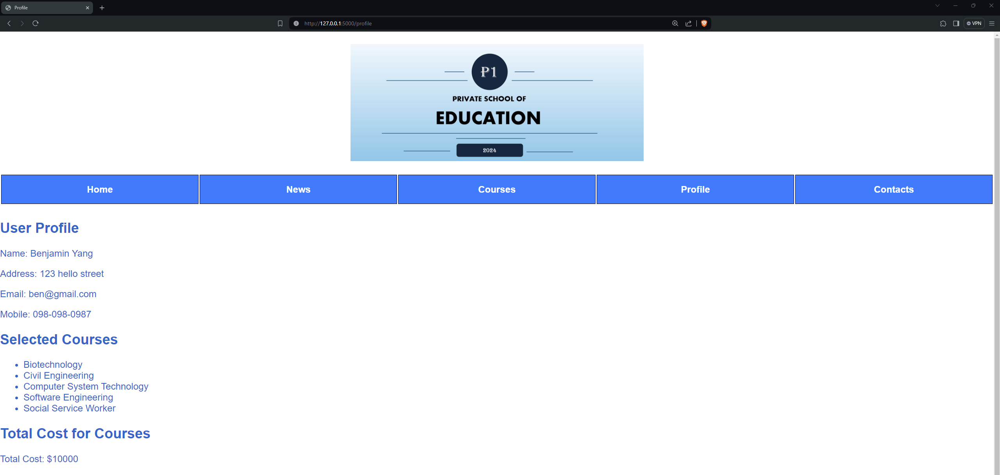 Profile
http://127.0.0.1:5000/profile
VPN
P1
PRIVATE SCHOOL OF
EDUCATION
2024
Home News Courses Profile Contacts
User Profile
Name: Benjamin Yang
Address: 123 hello street
Email: ben@gmail.com
Mobile: 098-098-0987
Selected Courses
Biotechnology
Civil Engineering
Computer System Technology
Software Engineering
Social Service Worker
Total Cost for Courses
Total Cost: $10000